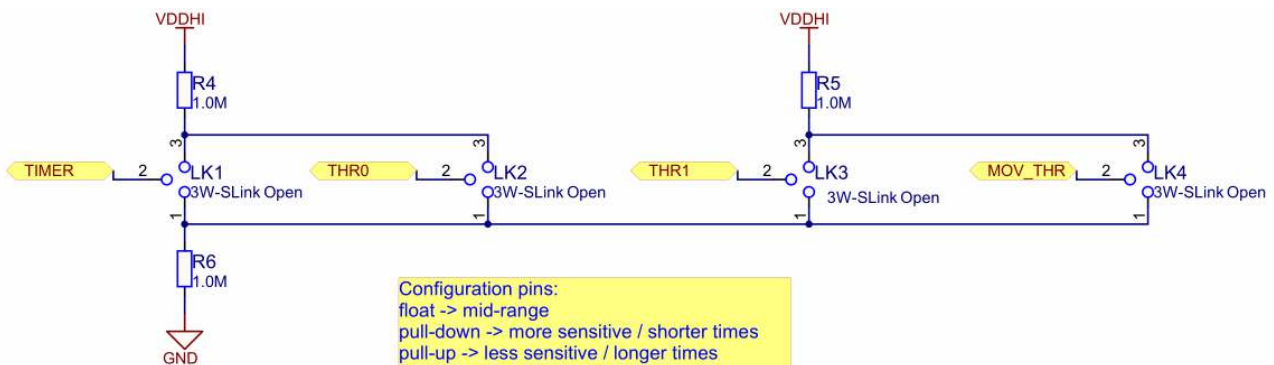 VDDHI
VDDHI
R4
1.0M
R5
1.0M
3
3
3
3
TIMER
2
LK1
3W-SLink Open
THR0
2
LK2
3W-SLink Open
THR1
2
LK3
3W-SLink Open
MOV_THR
2
LK4
3W-SLink Open
1
1
1
1
R6
1.0M
GND
Configuration pins:
float -> mid-range
pull-down -> more sensitive / shorter times
pull-up -> less sensitive / longer times